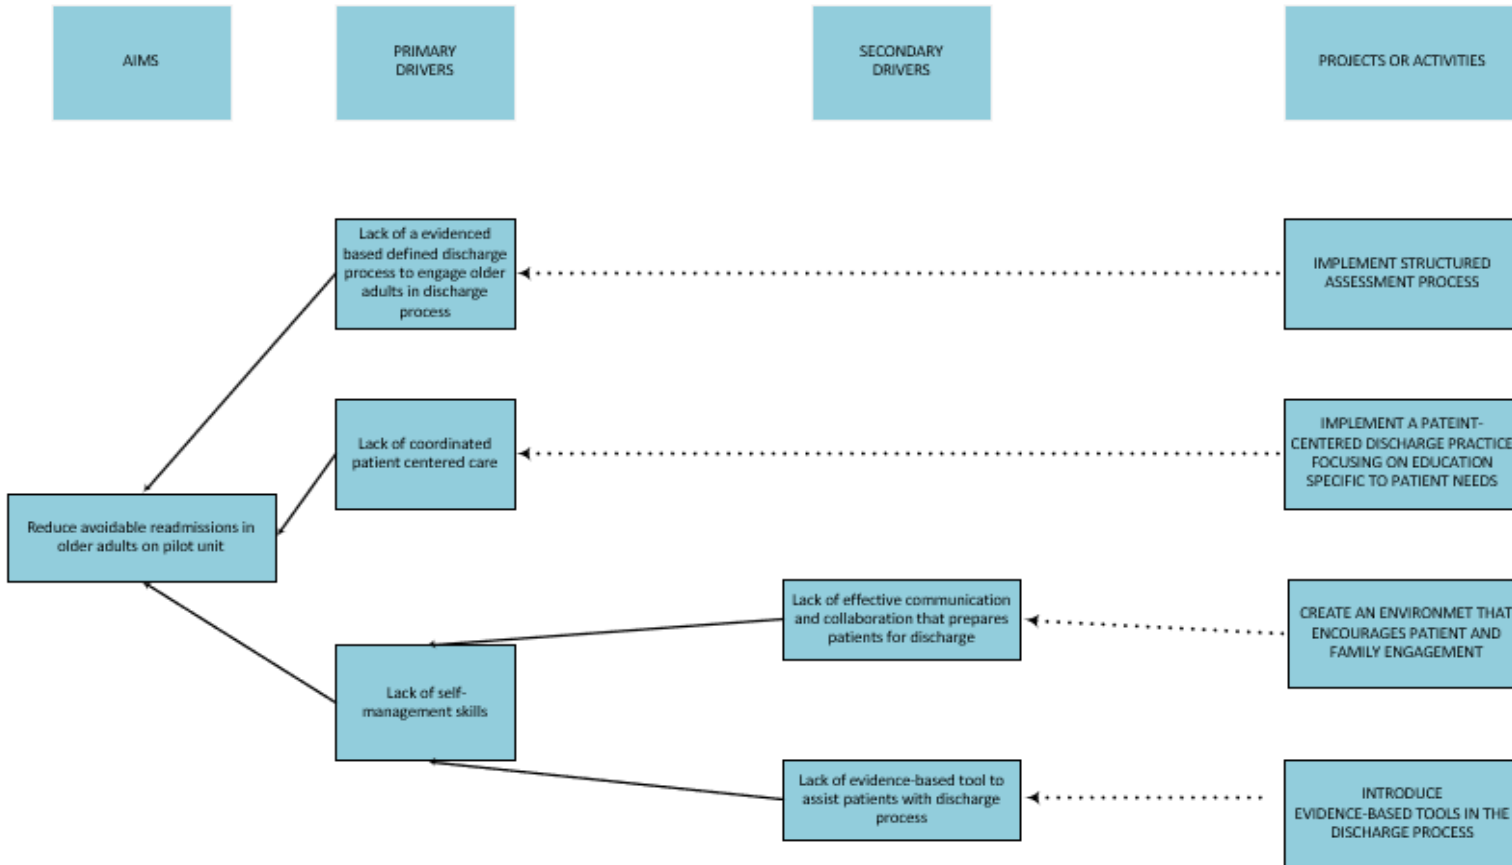 AIMS
PRIMARY
DRIVERS
SECONDARY
DRIVERS
PROJECTS OR ACTIVITIES
Lack of a evidenced
based defined discharge
process to engage older
adults in discharge
process
IMPLEMENT STRUCTURED
ASSESSMENT PROCESS
Lack of coordinated
patient centered care
IMPLEMENT A PATEINT-
CENTERED DISCHARGE PRACTICE
FOCUSING ON EDUCATION
SPECIFIC TO PATIENT NEEDS
Reduce avoidable readmissions in
older adults on pilot unit
Lack of effective communication
and collaboration that prepares
patients for discharge
CREATE AN ENVIRONMET THAT
ENCOURAGES PATIENT AND
FAMILY ENGAGEMENT
Lack of self-
management skills
Lack of evidence-based tool to
assist patients with discharge
process
INTRODUCE
EVIDENCE-BASED TOOLS IN THE
DISCHARGE PROCESS